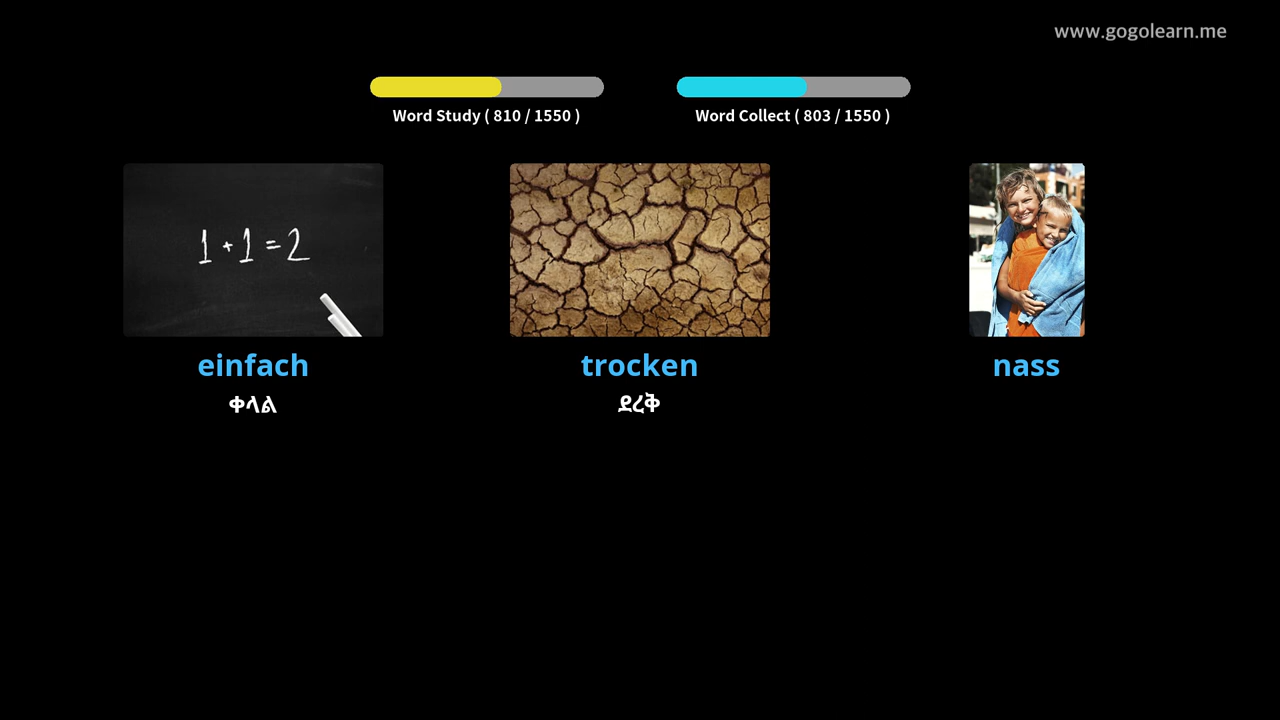 www.gogolearn.me
Word Study ( 810 / 1550 )
Word Collect ( 803 / 1550 )
1 + 1 = 2
einfach
trocken
nass
ቀላል
ደረቅ